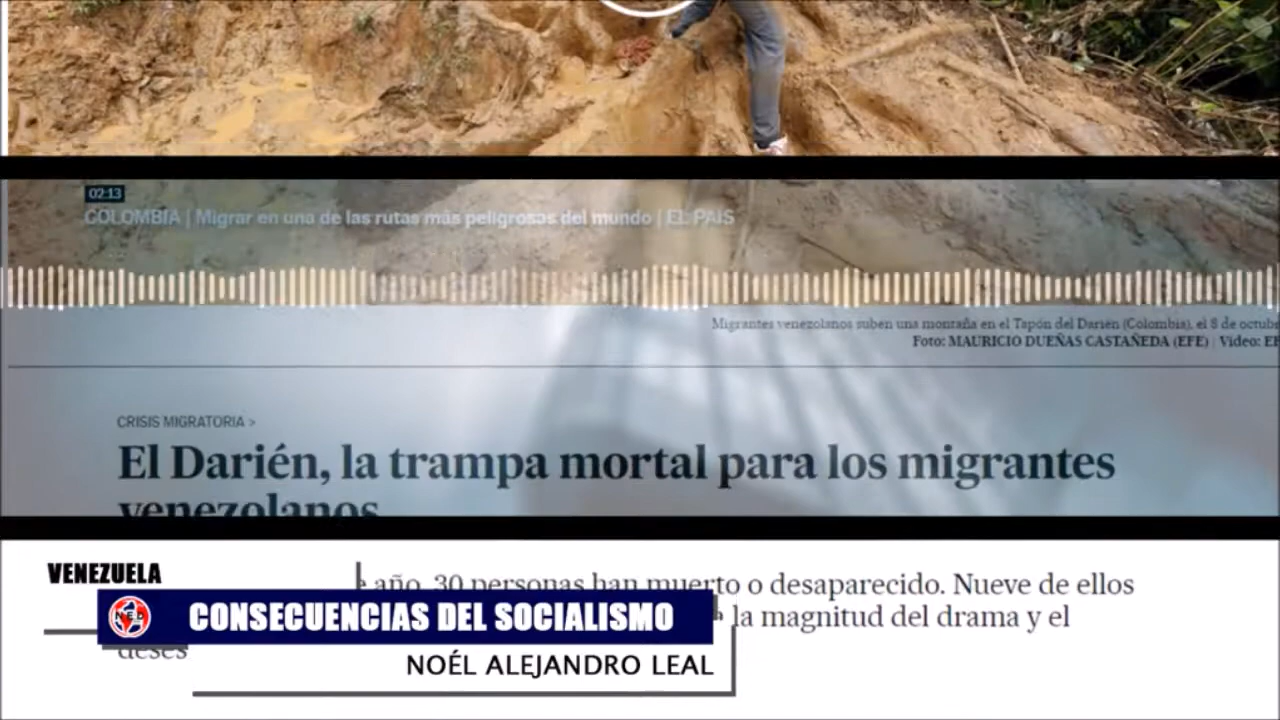 02:13
COLOMBIA | Migrar en una de las rutas más peligrosas del mundo | EL PAÍS
Migrantes venezolanos suben una montaña en el Tapón del Darién (Colombia), el 8 de octub
Foto: MAURICIO DUEÑAS CASTAÑEDA (EFE) | Vídeo: EF
CRISIS MIGRATORIA >
El Darién, la trampa mortal para los migrantes
venezolanos
año, 30 personas han muerto o desaparecido. Nueve de ellos
la magnitud del drama y el
VENEZUELA
CONSECUENCIAS DEL SOCIALISMO
NOÉL ALEJANDRO LEAL